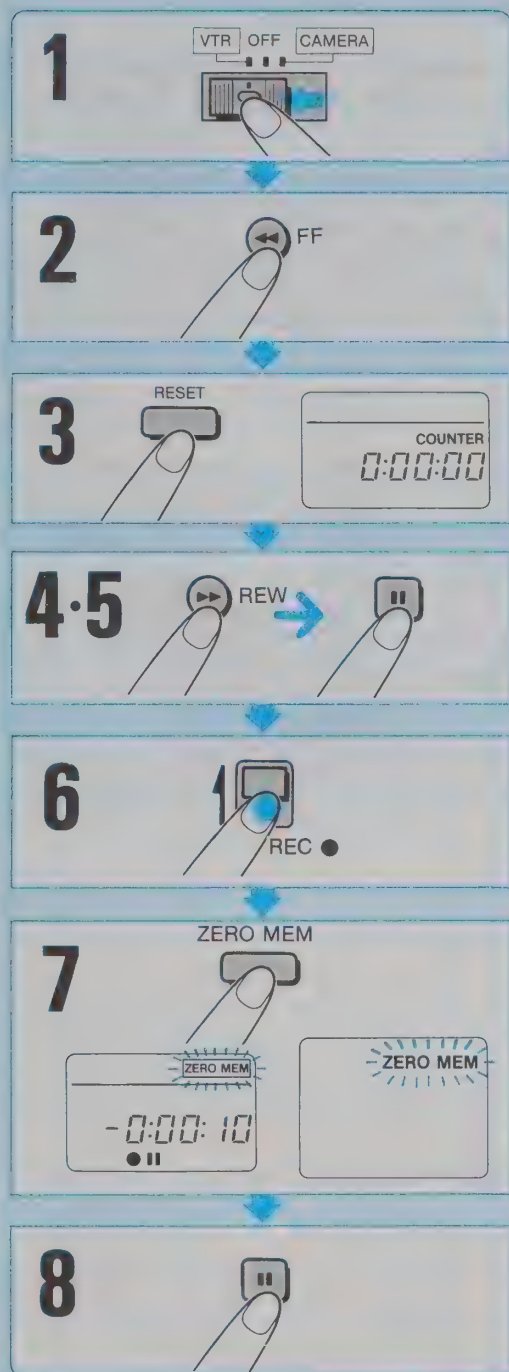 1
VTR OFF CAMERA
2
◀◀ FF
3
RESET
COUNTER
0:00:00
4·5
▶▶ REW
6
REC ●
7
ZERO MEM
ZERO MEM
-0:00:10
●
ZERO MEM
8